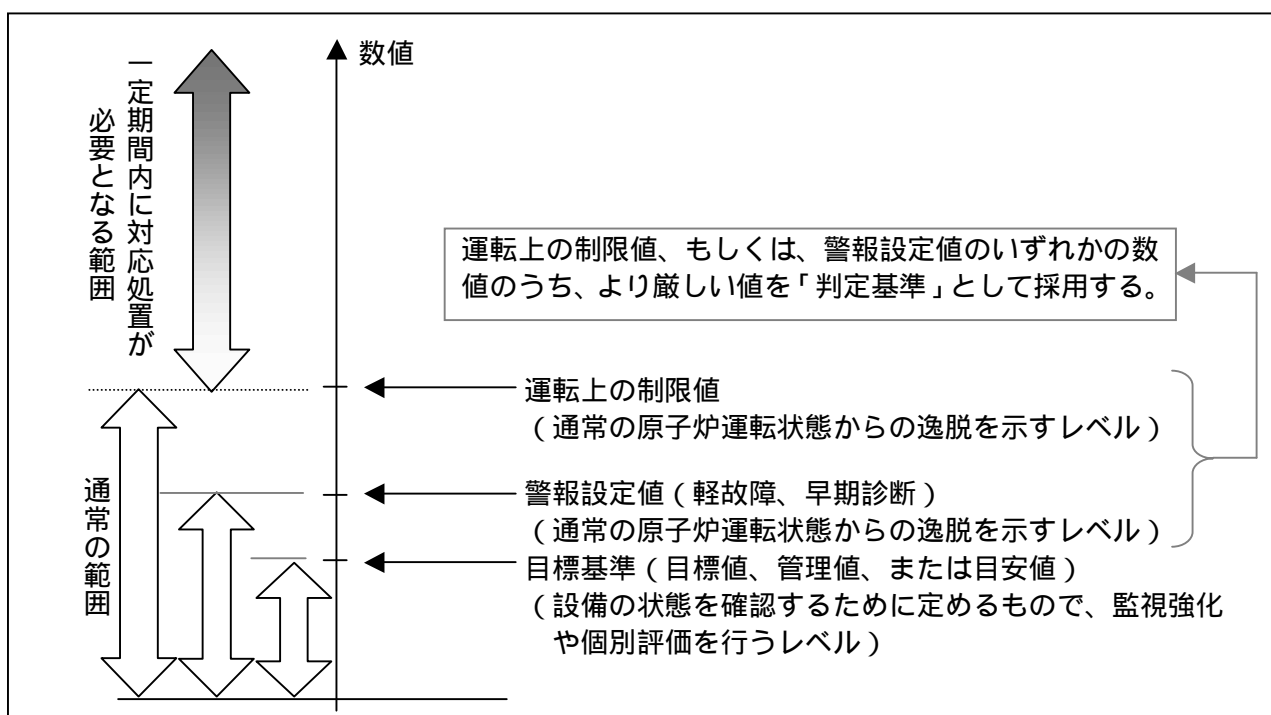 数値
一定期間内に対応処置が
必要となる範囲
運転上の制限値、もしくは、警報設定値のいずれかの数
値のうち、より厳しい値を「判定基準」として採用する。
運転上の制限値
(通常の原子炉運転状態からの逸脱を示すレベル)
通常の範囲
警報設定値(軽故障、早期診断)
(通常の原子炉運転状態からの逸脱を示すレベル)
目標基準(目標値、管理値、または目安値)
(設備の状態を確認するために定めるもので、監視強化
や個別評価を行うレベル)